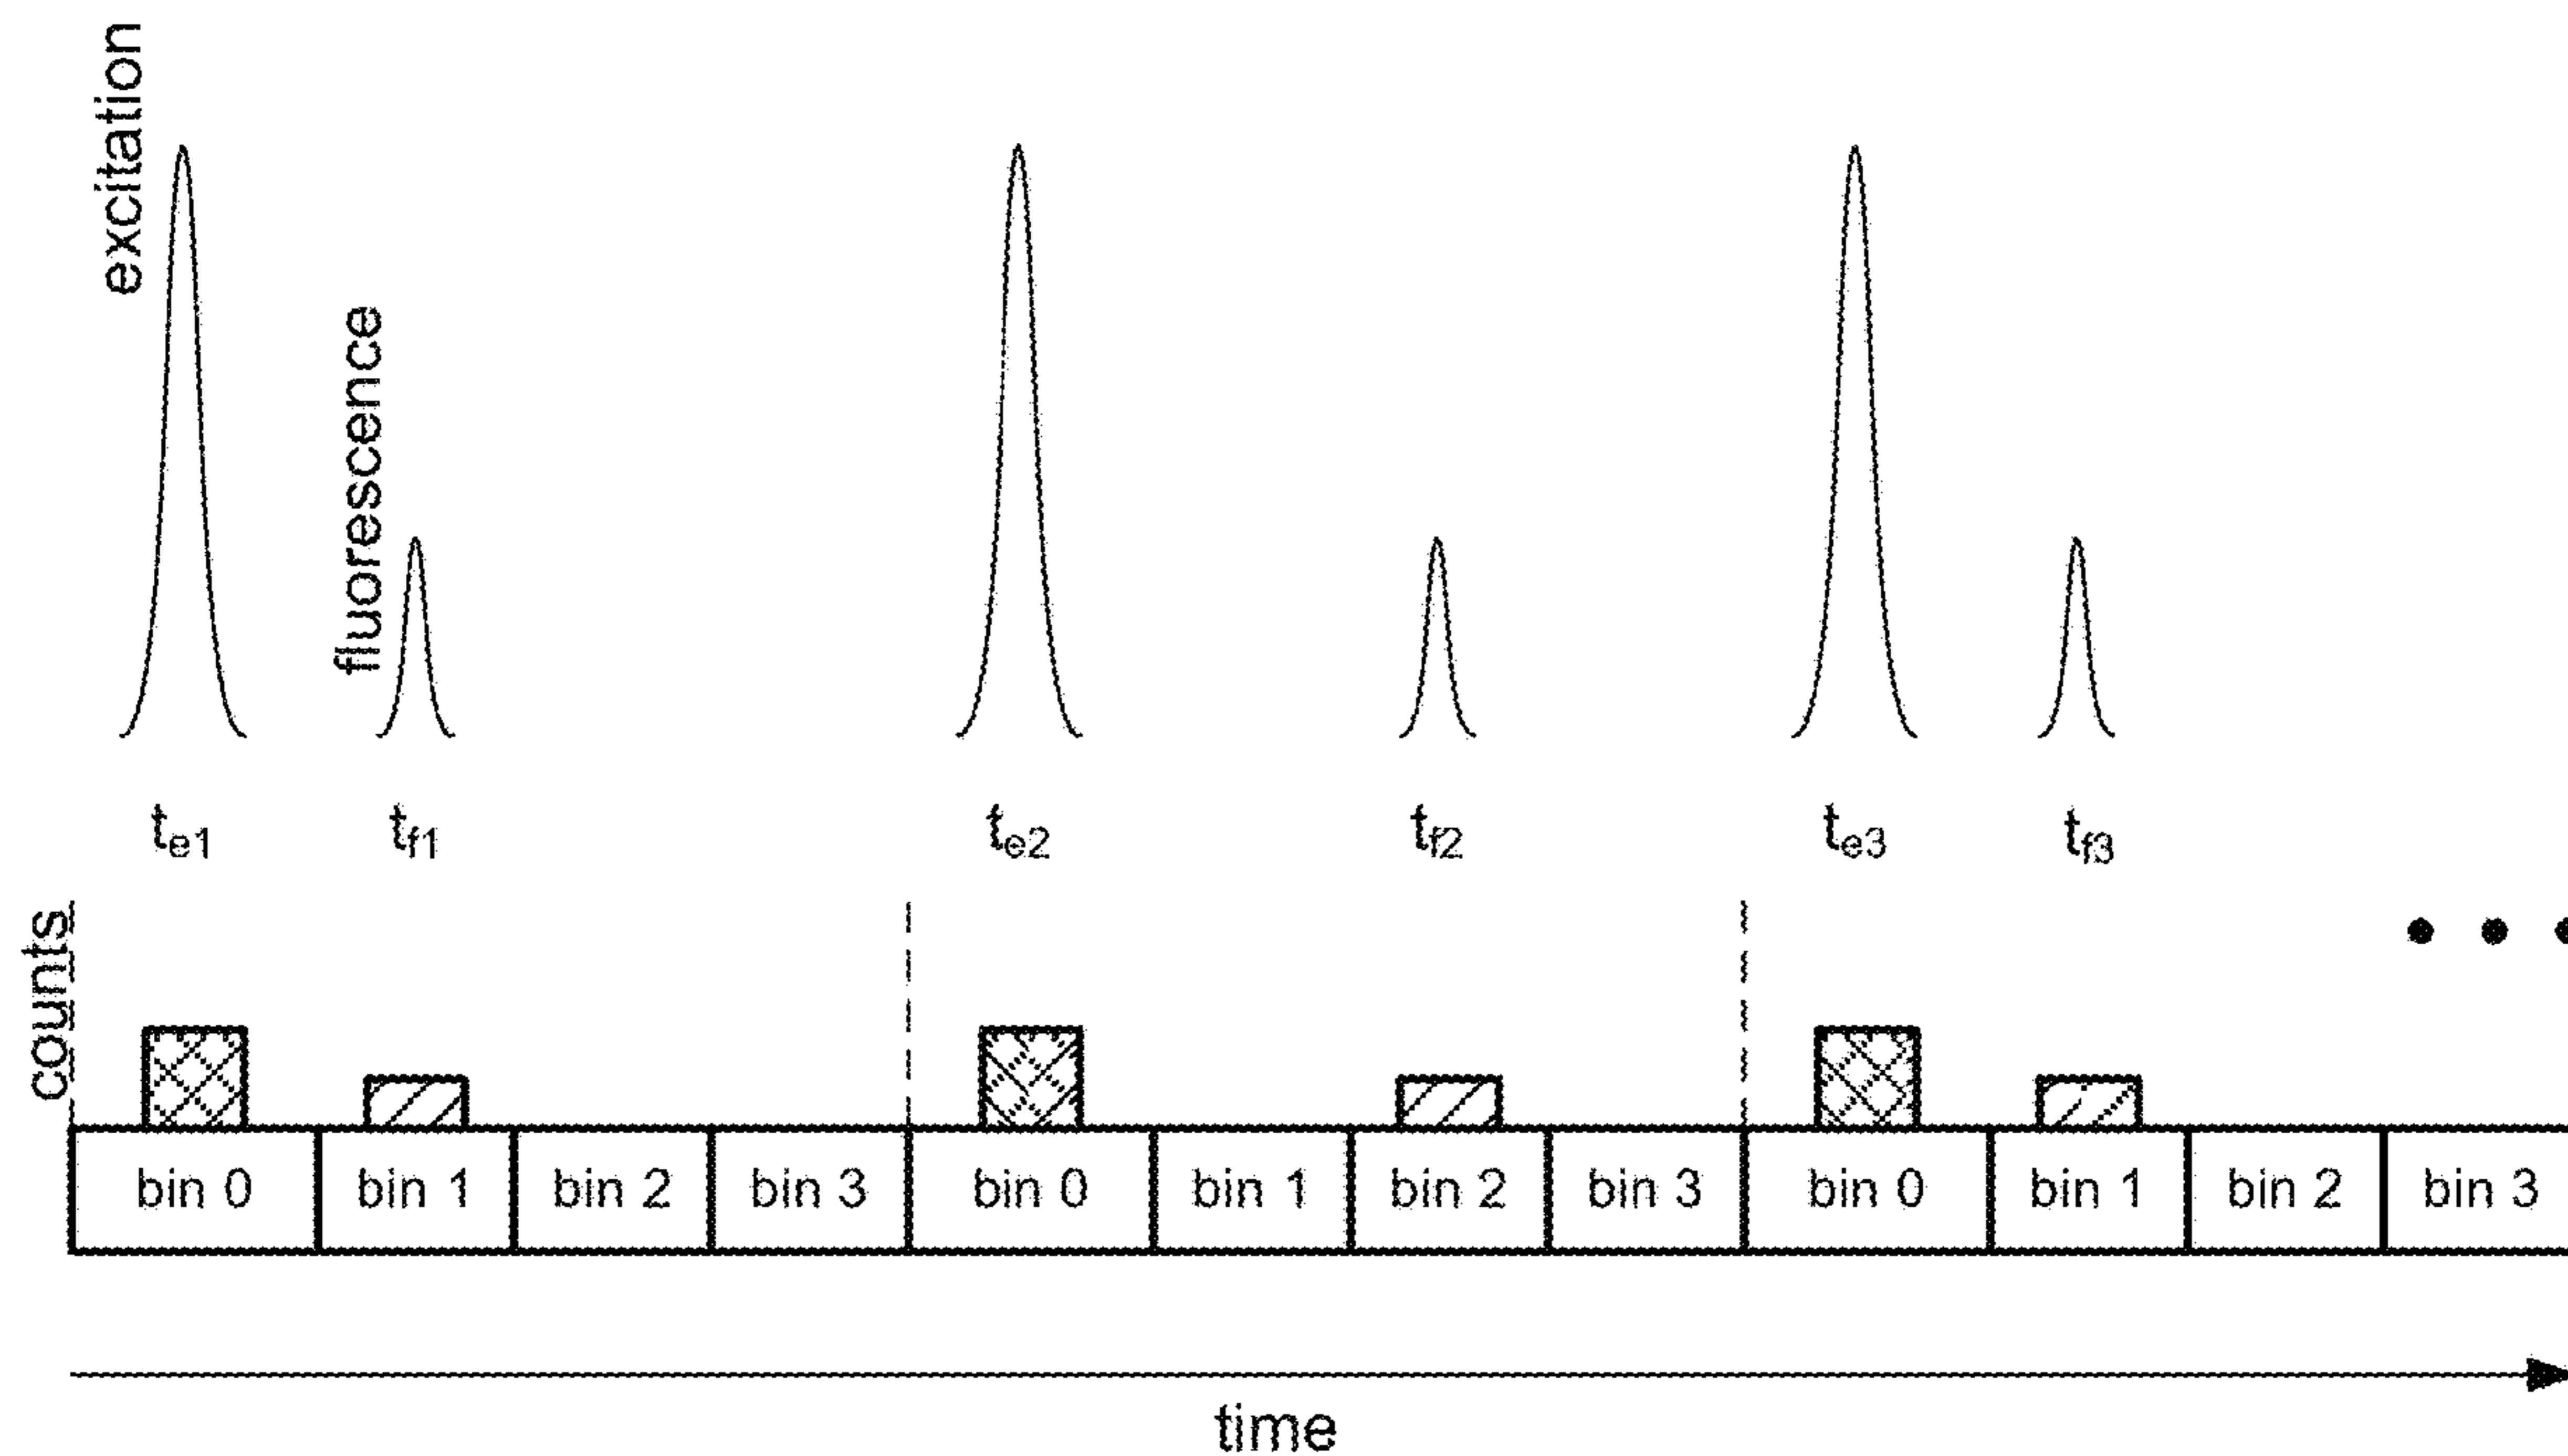 excitation
fluorescence
te1 tf1 te2 tf2 te3 tf3
counts
bin 0 bin 1 bin 2 bin 3 bin 0 bin 1 bin 2 bin 3 bin 0 bin 1 bin 2 bin 3
time